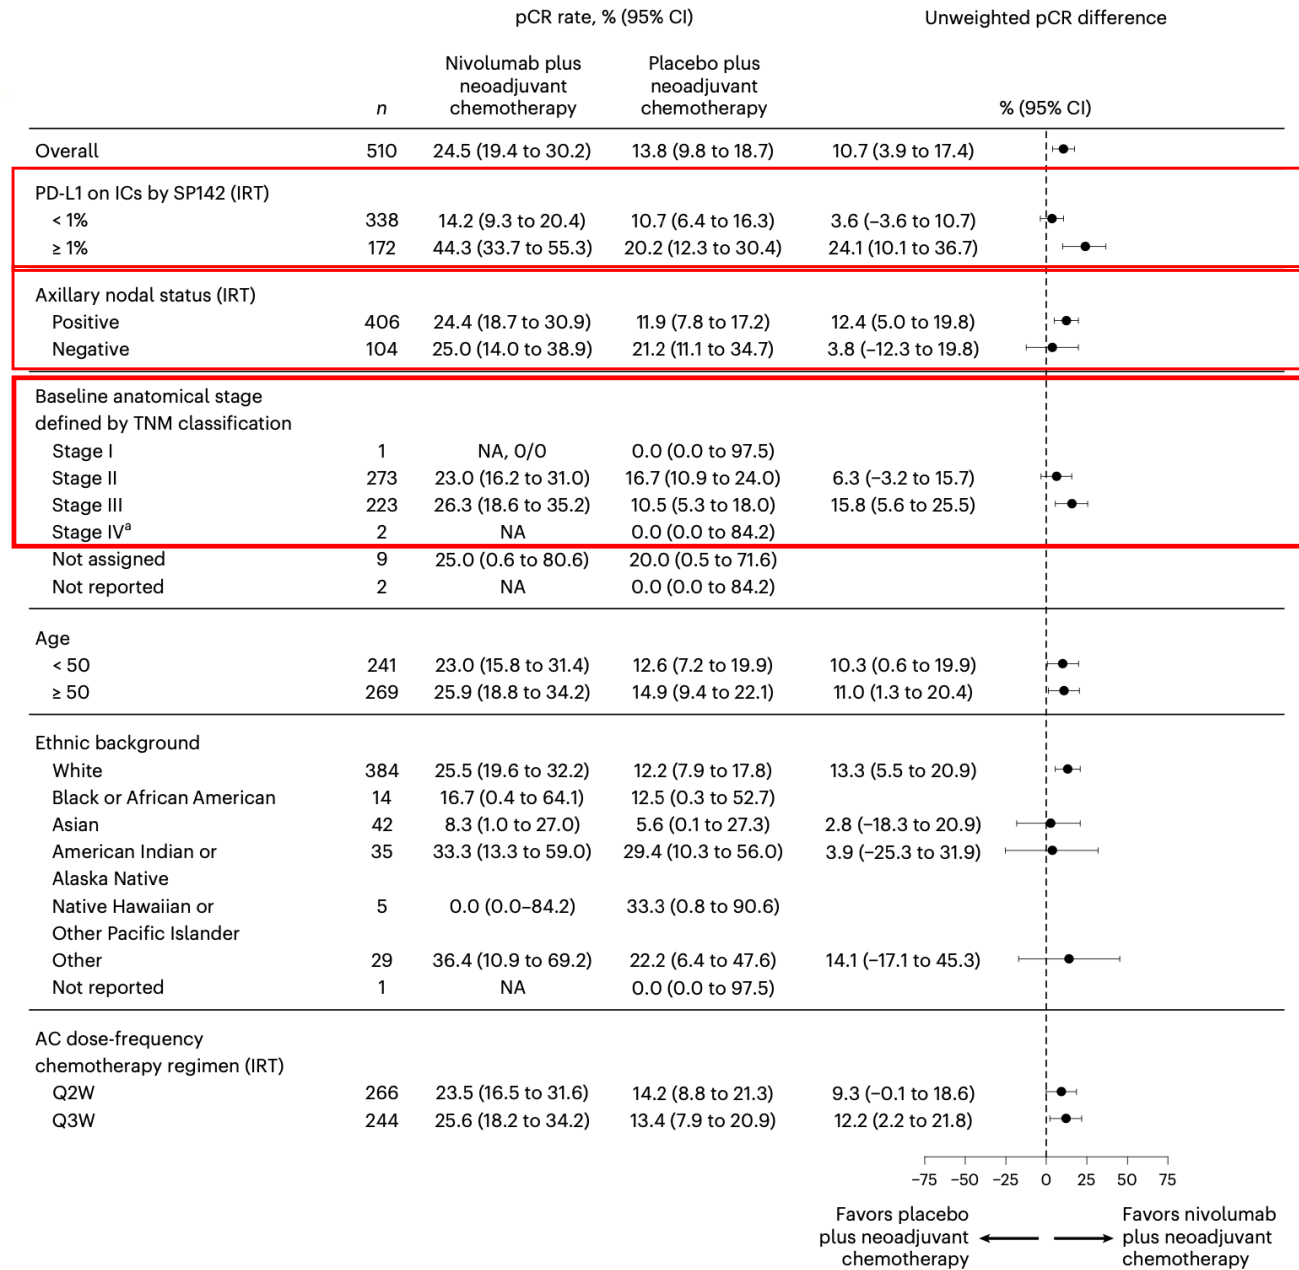 pCR rate, % (95% CI) Unweighted pCR difference
n Nivolumab plus neoadjuvant chemotherapy Placebo plus neoadjuvant chemotherapy % (95% CI)
Overall 510 24.5 (19.4 to 30.2) 13.8 (9.8 to 18.7) 10.7 (3.9 to 17.4)
PD-L1 on ICs by SP142 (IRT)
< 1% 338 14.2 (9.3 to 20.4) 10.7 (6.4 to 16.3) 3.6 (−3.6 to 10.7)
≥ 1% 172 44.3 (33.7 to 55.3) 20.2 (12.3 to 30.4) 24.1 (10.1 to 36.7)
Axillary nodal status (IRT)
Positive 406 24.4 (18.7 to 30.9) 11.9 (7.8 to 17.2) 12.4 (5.0 to 19.8)
Negative 104 25.0 (14.0 to 38.9) 21.2 (11.1 to 34.7) 3.8 (−12.3 to 19.8)
Baseline anatomical stage
defined by TNM classification
Stage I 1 NA, 0/0 0.0 (0.0 to 97.5)
Stage II 273 23.0 (16.2 to 31.0) 16.7 (10.9 to 24.0) 6.3 (−3.2 to 15.7)
Stage III 223 26.3 (18.6 to 35.2) 10.5 (5.3 to 18.0) 15.8 (5.6 to 25.5)
Stage IVa 2 NA 0.0 (0.0 to 84.2)
Not assigned 9 25.0 (0.6 to 80.6) 20.0 (0.5 to 71.6)
Not reported 2 NA 0.0 (0.0 to 84.2)
Age
< 50 241 23.0 (15.8 to 31.4) 12.6 (7.2 to 19.9) 10.3 (0.6 to 19.9)
≥ 50 269 25.9 (18.8 to 34.2) 14.9 (9.4 to 22.1) 11.0 (1.3 to 20.4)
Ethnic background
White 384 25.5 (19.6 to 32.2) 12.2 (7.9 to 17.8) 13.3 (5.5 to 20.9)
Black or African American 14 16.7 (0.4 to 64.1) 12.5 (0.3 to 52.7)
Asian 42 8.3 (1.0 to 27.0) 5.6 (0.1 to 27.3) 2.8 (−18.3 to 20.9)
American Indian or 35 33.3 (13.3 to 59.0) 29.4 (10.3 to 56.0) 3.9 (−25.3 to 31.9)
Alaska Native
Native Hawaiian or 5 0.0 (0.0–84.2) 33.3 (0.8 to 90.6)
Other Pacific Islander
Other 29 36.4 (10.9 to 69.2) 22.2 (6.4 to 47.6) 14.1 (−17.1 to 45.3)
Not reported 1 NA 0.0 (0.0 to 97.5)
AC dose-frequency
chemotherapy regimen (IRT)
Q2W 266 23.5 (16.5 to 31.6) 14.2 (8.8 to 21.3) 9.3 (−0.1 to 18.6)
Q3W 244 25.6 (18.2 to 34.2) 13.4 (7.9 to 20.9) 12.2 (2.2 to 21.8)
−75 −50 −25 0 25 50 75
Favors placebo
plus neoadjuvant
chemotherapy
Favors nivolumab
plus neoadjuvant
chemotherapy